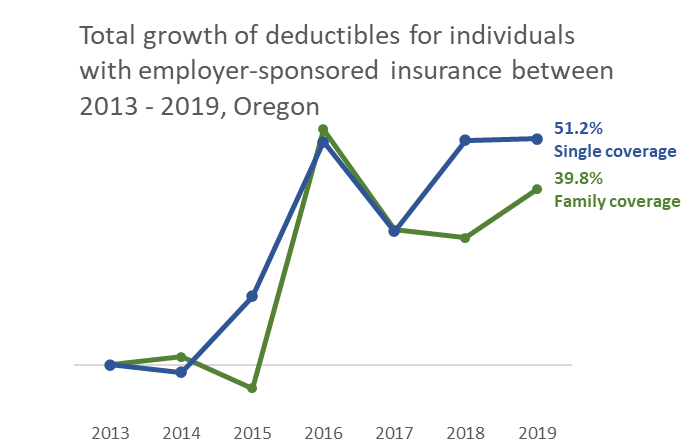 Total growth of deductibles for individuals
with employer-sponsored insurance between
2013 - 2019, Oregon
51.2%
Single coverage
39.8%
Family coverage
2013 2014 2015 2016 2017 2018 2019